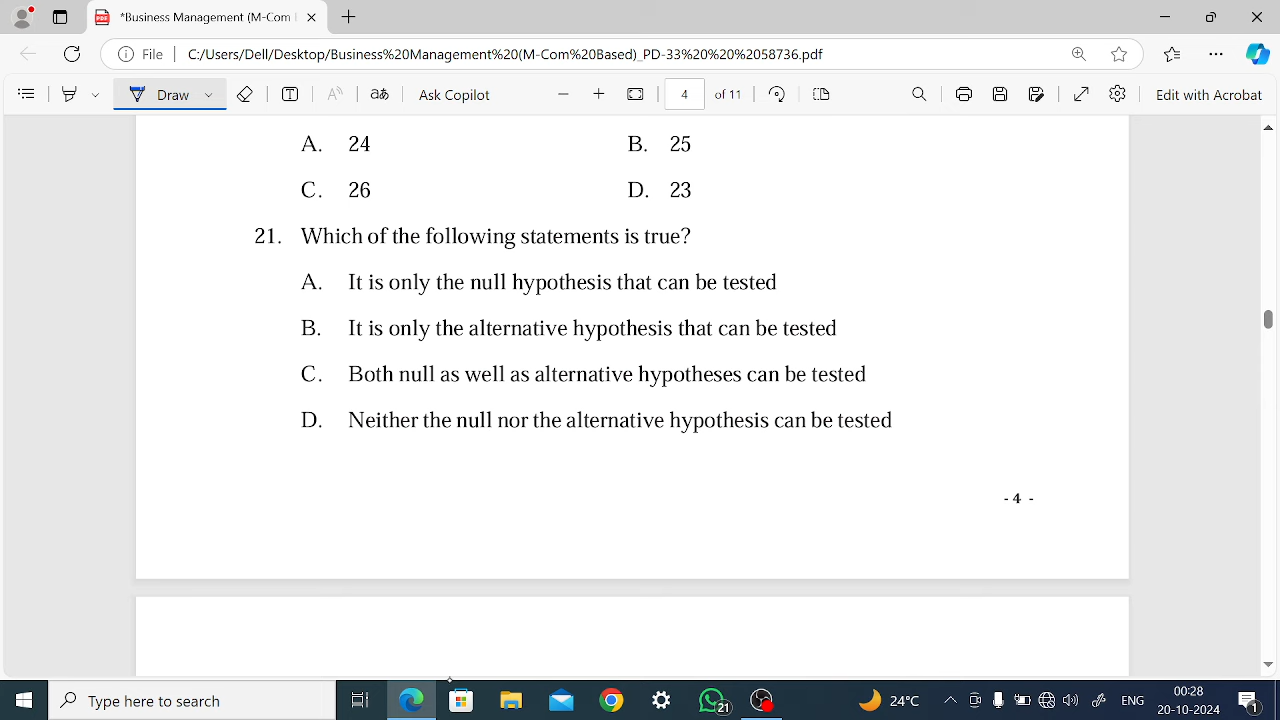 *Business Management (M-Com
File
C:/Users/Dell/Desktop/Business%20Management%20(M-Com%20Based)_PD-33%20%20%2058736.pdf
Draw
Ask Copilot
4
of 11
Edit with Acrobat
A. 24
B. 25
C. 26
D. 23
21. Which of the following statements is true?
A. It is only the null hypothesis that can be tested
B. It is only the alternative hypothesis that can be tested
C. Both null as well as alternative hypotheses can be tested
D. Neither the null nor the alternative hypothesis can be tested
- 4 -
Type here to search
21
24°C
ENG
00:28
20-10-2024
1